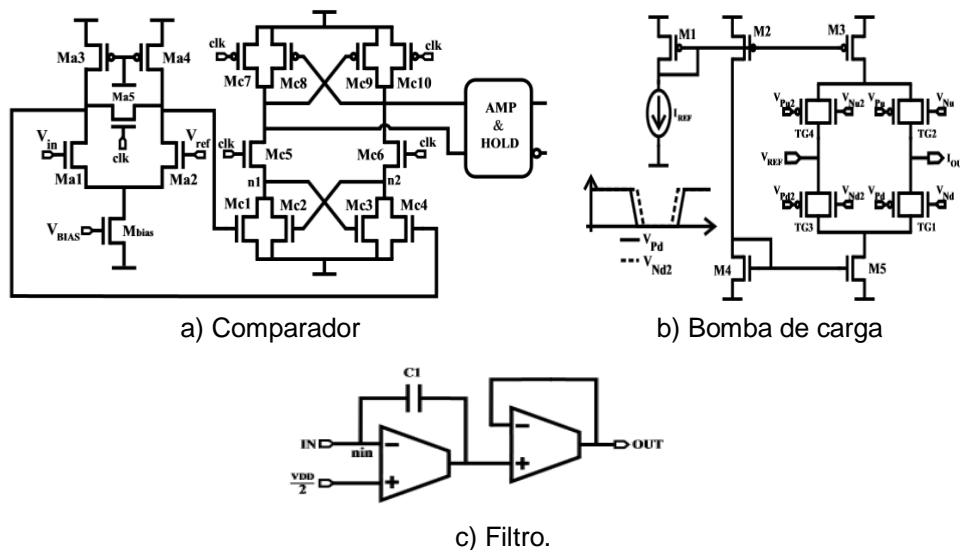 Ma3
Ma4
Ma5
clk
V_in
V_ref
Ma1
Ma2
V_BIAS
Mbias
clk
clk
Mc7
Mc8
Mc9
Mc10
clk
Mc5
Mc6
clk
n1
n2
Mc1
Mc2
Mc3
Mc4
AMP
&
HOLD
a) Comparador
M1
M2
M3
I_REF
V_Pu2
V_Nu2
V_Pu
V_Nu
TG4
TG2
V_REF
I_OU
V_Pd2
V_Nd2
V_Pd
V_Nd
TG3
TG1
V_Pd
V_Nd2
M4
M5
b) Bomba de carga
C1
IN
nin
VDD
2
−
+
−
+
OUT
c) Filtro.